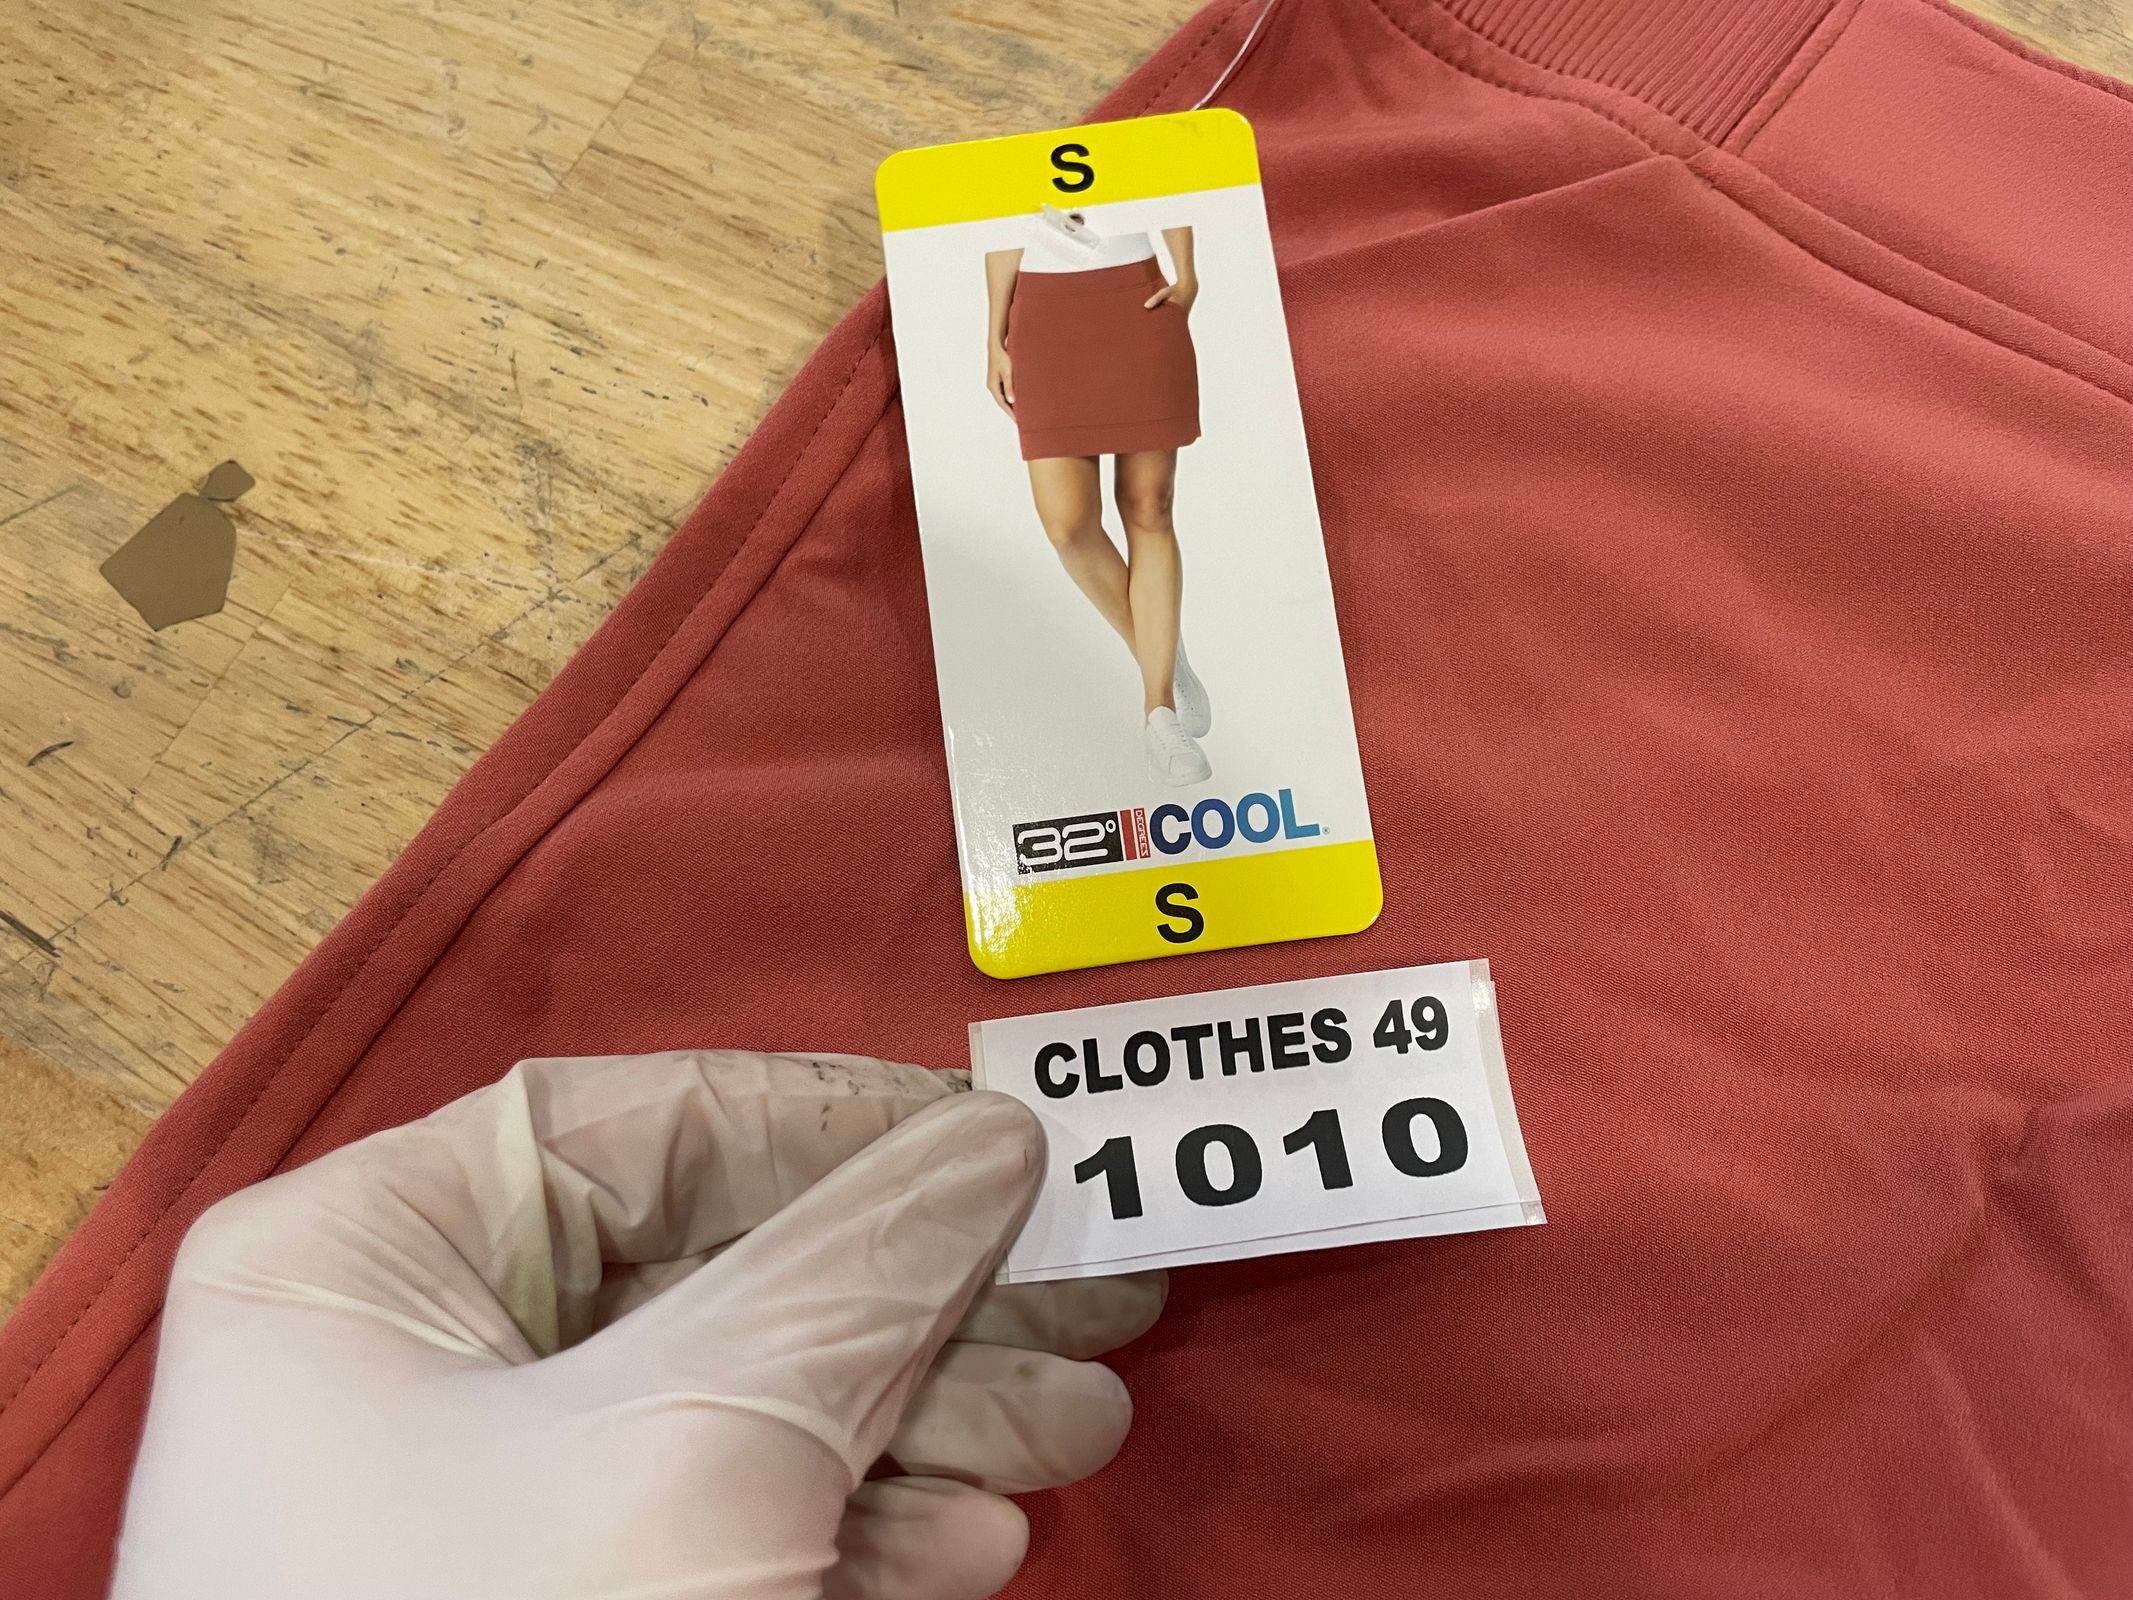 S
32° DEGREES COOL®
S
CLOTHES 49
1010